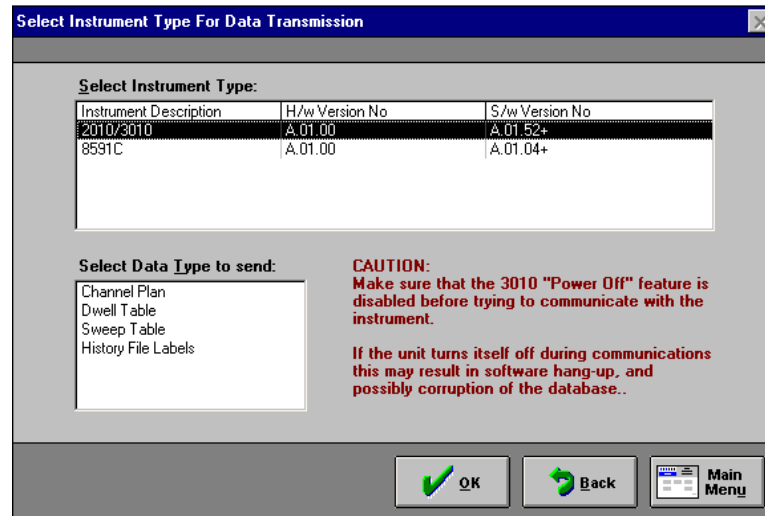 Select Instrument Type For Data Transmission
Select Instrument Type:
Instrument Description H/w Version No S/w Version No
2010/3010 A.01.00 A.01.52+
8591C A.01.00 A.01.04+
Select Data Type to send:
Channel Plan
Dwell Table
Sweep Table
History File Labels
CAUTION:
Make sure that the 3010 "Power Off" feature is
disabled before trying to communicate with the
instrument.
If the unit turns itself off during communications
this may result in software hang-up, and
possibly corruption of the database..
OK
Back
Main
Menu